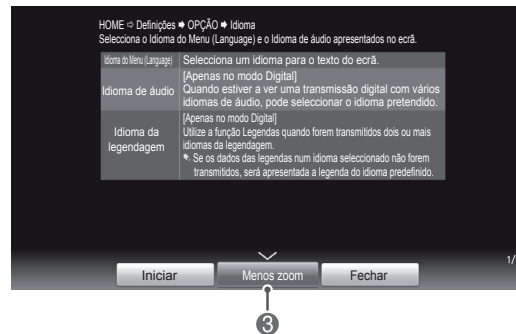 HOME ⇨ Definições ➡ OPÇÃO ➡ Idioma
Selecciona o Idioma do Menu (Language) e o Idioma de áudio apresentados no ecrã.
Idioma do Menu (Language) Selecciona um idioma para o texto do ecrã.
Idioma de áudio
[Apenas no modo Digital]
Quando estiver a ver uma transmissão digital com vários
idiomas de áudio, pode seleccionar o idioma pretendido.
Idioma da
legendagem
[Apenas no modo Digital]
Utilize a função Legendas quando forem transmitidos dois ou mais
idiomas da legendagem.
Se os dados das legendas num idioma seleccionado não forem
transmitidos, será apresentada a legenda do idioma predefinido.
1/
Iniciar Menos zoom Fechar
3